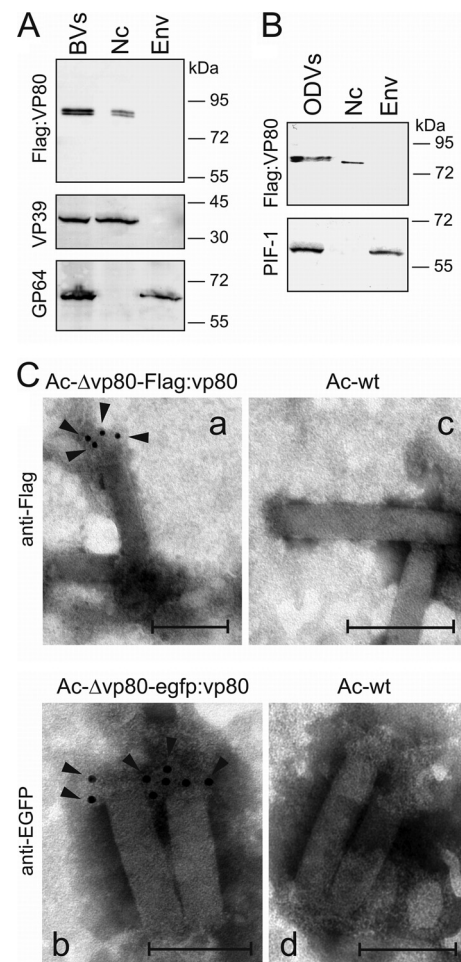 A
BVs
Nc
Env
kDa
Flag:VP80
95
72
55
VP39
45
30
GP64
72
55
B
ODVs
Nc
Env
kDa
Flag:VP80
95
72
PIF-1
72
55
C
Ac-Δvp80-Flag:vp80
Ac-wt
anti-Flag
a
c
Ac-Δvp80-egfp:vp80
Ac-wt
anti-EGFP
b
d